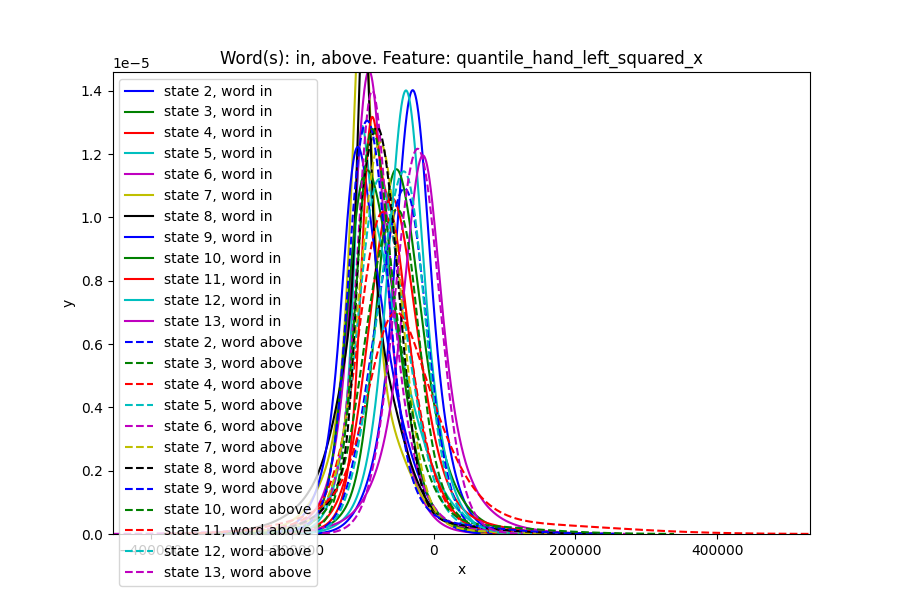 Word(s): in, above. Feature: quantile_hand_left_squared_x
1e−5
1.4
1.2
1.0
0.8
0.6
0.4
0.2
0.0
y
state 2, word in
state 3, word in
state 4, word in
state 5, word in
state 6, word in
state 7, word in
state 8, word in
state 9, word in
state 10, word in
state 11, word in
state 12, word in
state 13, word in
state 2, word above
state 3, word above
state 4, word above
state 5, word above
state 6, word above
state 7, word above
state 8, word above
state 9, word above
state 10, word above
state 11, word above
state 12, word above
state 13, word above
−400000 −200000 0 200000 400000
x